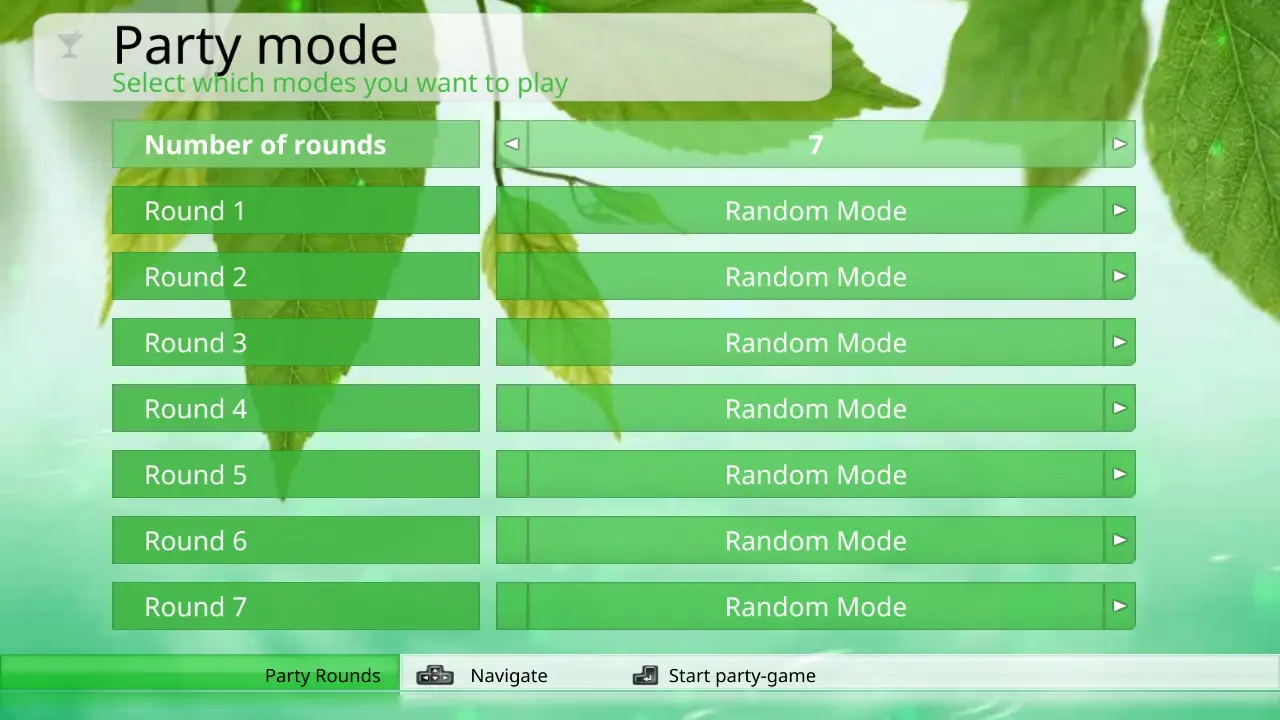 Party mode
Select which modes you want to play
Number of rounds 7
Round 1 Random Mode
Round 2 Random Mode
Round 3 Random Mode
Round 4 Random Mode
Round 5 Random Mode
Round 6 Random Mode
Round 7 Random Mode
Party Rounds Navigate Start party-game